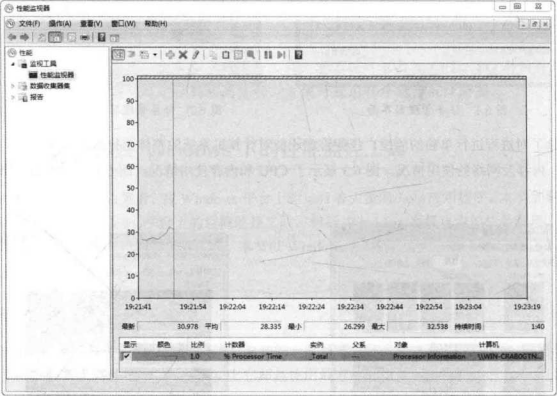 性能监视器
文件(F) 操作(A) 查看(V) 窗口(W) 帮助(H)
性能
监视工具
性能监视器
数据收集器集
报告
100
90
80
70
60
50
40
30
20
10
0
19:21:41 19:21:54 19:22:04 19:22:14 19:22:24 19:22:34 19:22:44 19:22:54 19:23:04 19:23:19
最新 30.978 平均 28.335 最小 26.299 最大 32.538 持续时间 1:40
显示 颜色 比例 计数器 实例 父系 对象 计算机
1.0 % Processor Time _Total --- Processor Information